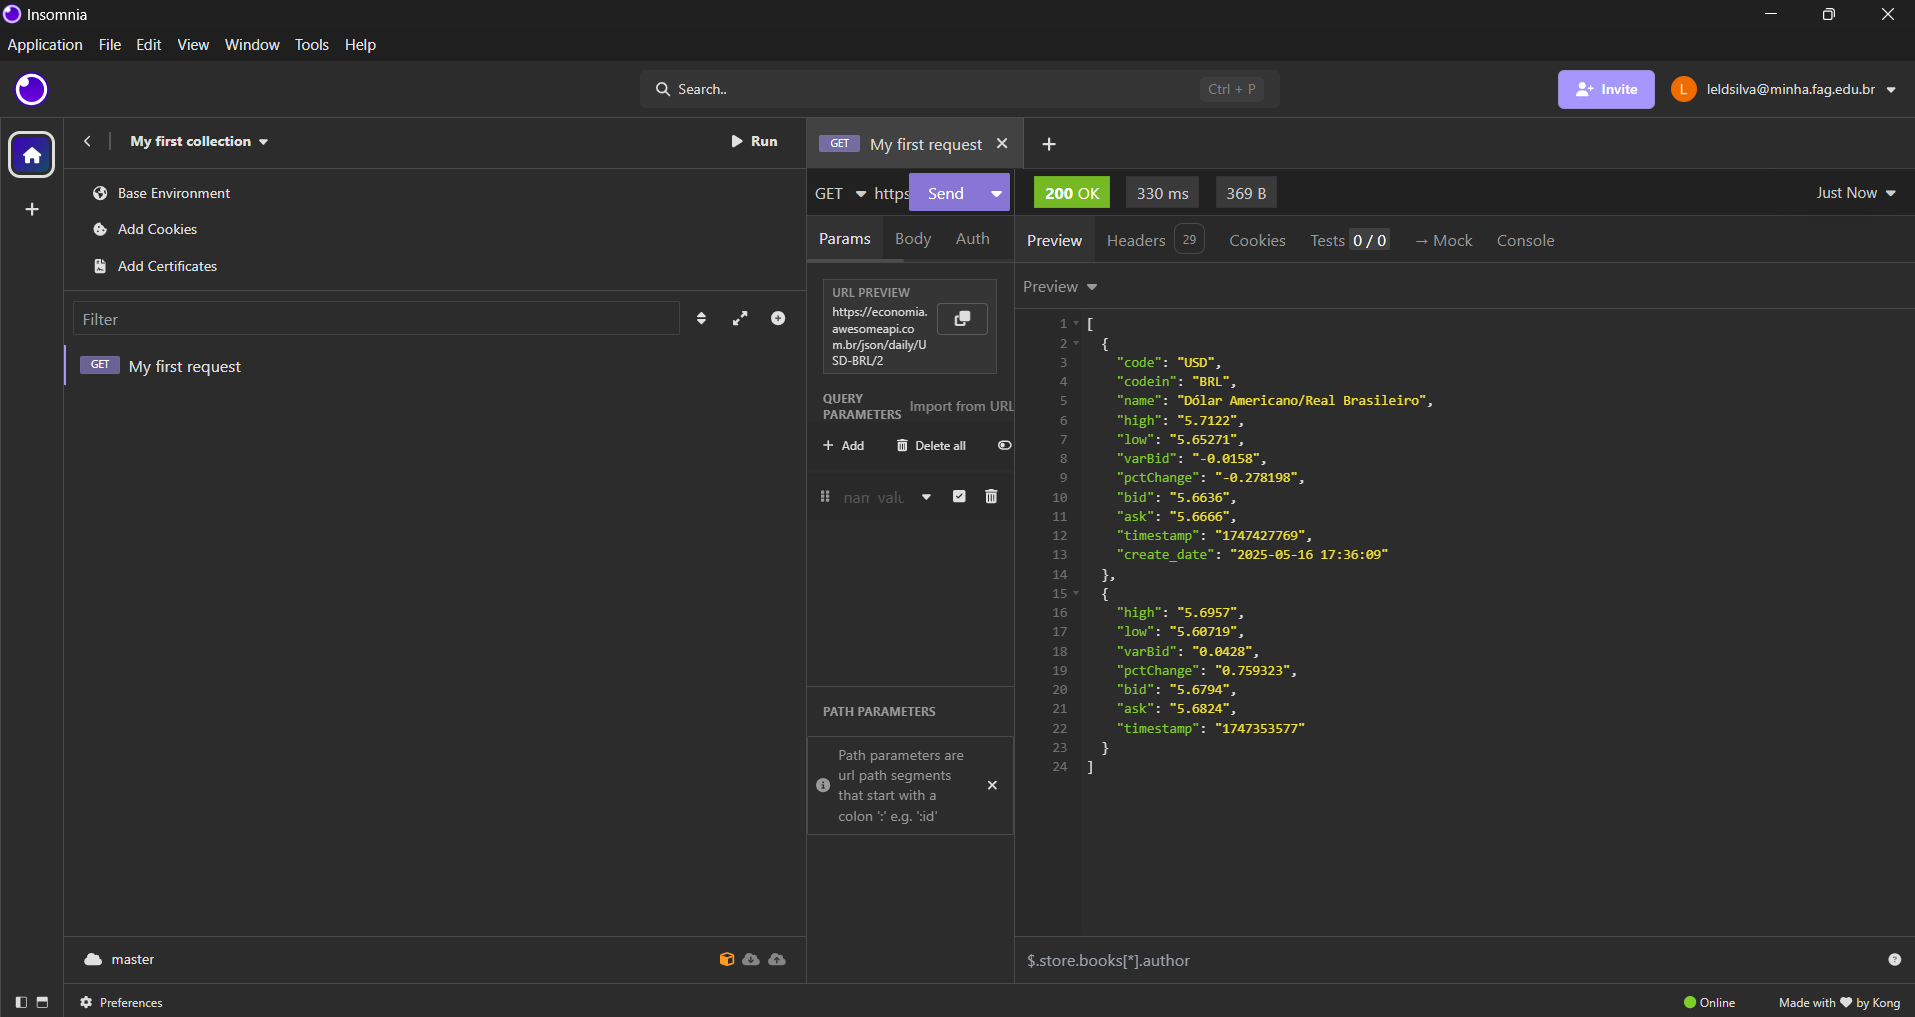 Insomnia
Application File Edit View Window Tools Help
Search.. Ctrl + P
Invite
L leldsilva@minha.fag.edu.br
My first collection
Run
GET My first request
Base Environment
Add Cookies
Add Certificates
Filter
GET My first request
GET https Send
200 OK 330 ms 369 B
Just Now
Params Body Auth
Preview Headers 29 Cookies Tests 0 / 0 → Mock Console
URL PREVIEW
https://economia.
awesomeapi.co
m.br/json/daily/U
SD-BRL/2
QUERY
PARAMETERS
Import from URL
Add Delete all
nam valu
PATH PARAMETERS
Path parameters are
url path segments
that start with a
colon ':' e.g. ':id'
Preview
1 [
2 {
3 "code": "USD",
4 "codein": "BRL",
5 "name": "Dólar Americano/Real Brasileiro",
6 "high": "5.7122",
7 "low": "5.65271",
8 "varBid": "-0.0158",
9 "pctChange": "-0.278198",
10 "bid": "5.6636",
11 "ask": "5.6666",
12 "timestamp": "1747427769",
13 "create_date": "2025-05-16 17:36:09"
14 },
15 {
16 "high": "5.6957",
17 "low": "5.60719",
18 "varBid": "0.0428",
19 "pctChange": "0.759323",
20 "bid": "5.6794",
21 "ask": "5.6824",
22 "timestamp": "1747353577"
23 }
24 ]
master
$.store.books[*].author
Preferences
Online
Made with ♥ by Kong